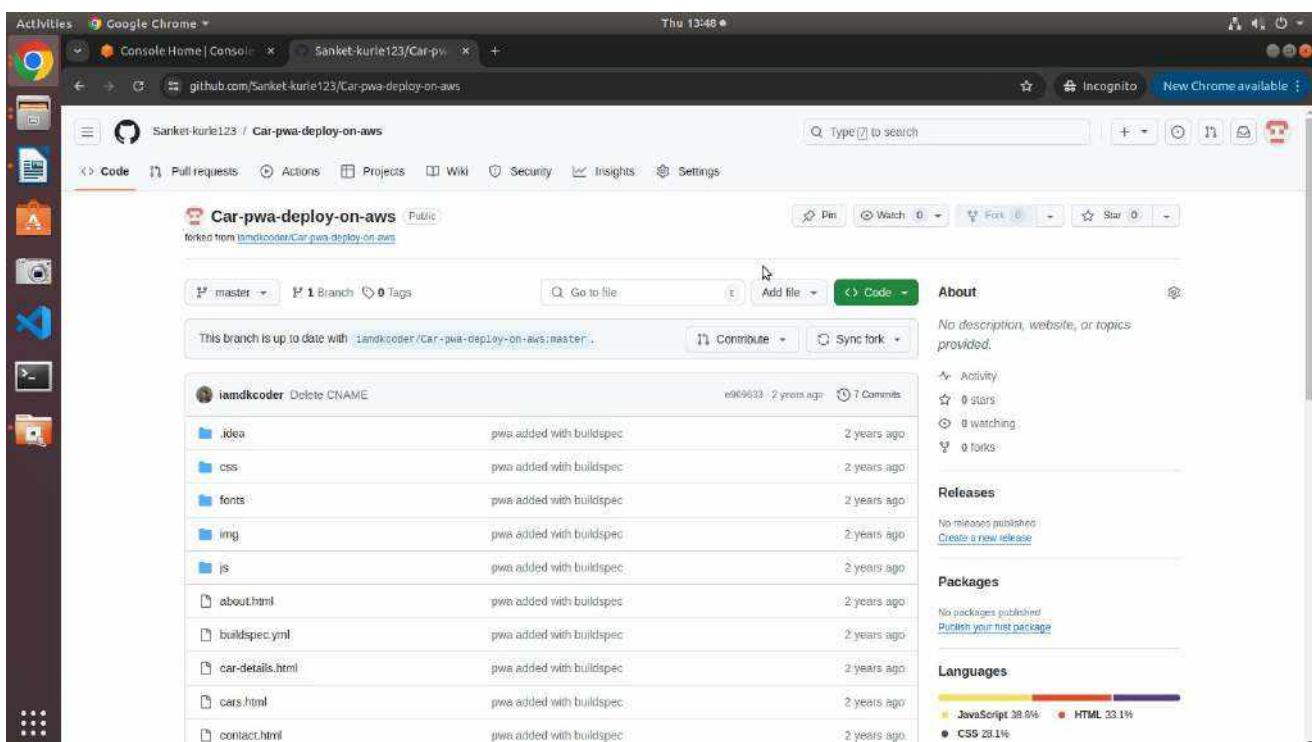 Activities Google Chrome Thu 13:48
Console Home | Console Sanket-kurle123/Car-pw
github.com/Sanket-kurle123/Car-pwa-deploy-on-aws Incognito New Chrome available
Sanket-kurle123 / Car-pwa-deploy-on-aws Type / to search
Code Pull requests Actions Projects Wiki Security Insights Settings
Car-pwa-deploy-on-aws Public Pin Watch 0 Fork 0 Star 0
forked from iamdkcoder/Car-pwa-deploy-on-aws
master 1 Branch 0 Tags Go to file t Add file Code About
This branch is up to date with iamdkcoder/Car-pwa-deploy-on-aws:master . Contribute Sync fork
No description, website, or topics
provided.
iamdkcoder Delete CNAME 2 years ago 7 Commits
Activity
0 stars
0 watching
0 forks
.idea pwa added with buildspec 2 years ago
css pwa added with buildspec 2 years ago
fonts pwa added with buildspec 2 years ago
img pwa added with buildspec 2 years ago
js pwa added with buildspec 2 years ago
about.html pwa added with buildspec 2 years ago
buildspec.yml pwa added with buildspec 2 years ago
car-details.html pwa added with buildspec 2 years ago
cars.html pwa added with buildspec 2 years ago
contact.html pwa added with buildspec 2 years ago
Releases
No releases published
Create a new release
Packages
No packages published
Publish your first package
Languages
JavaScript 38.8% HTML 33.1%
CSS 28.1%